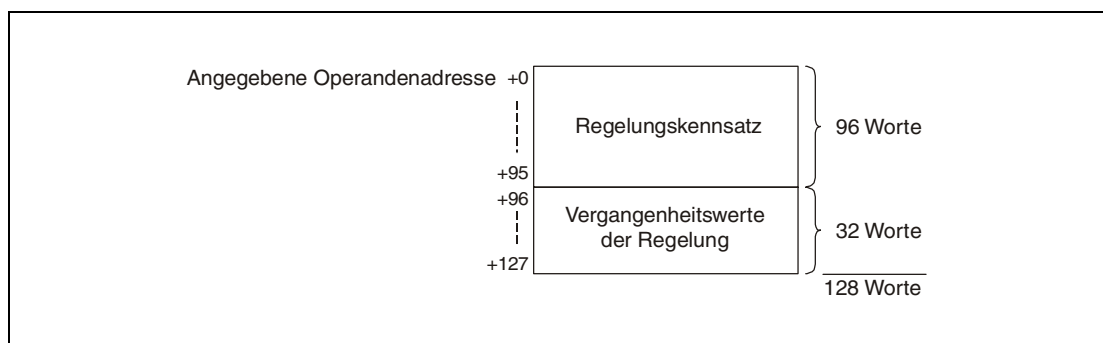 Angegebene Operandenadresse +0
Regelungskennsatz
96 Worte
+95
+96
Vergangenheitswerte
der Regelung
32 Worte
+127
128 Worte